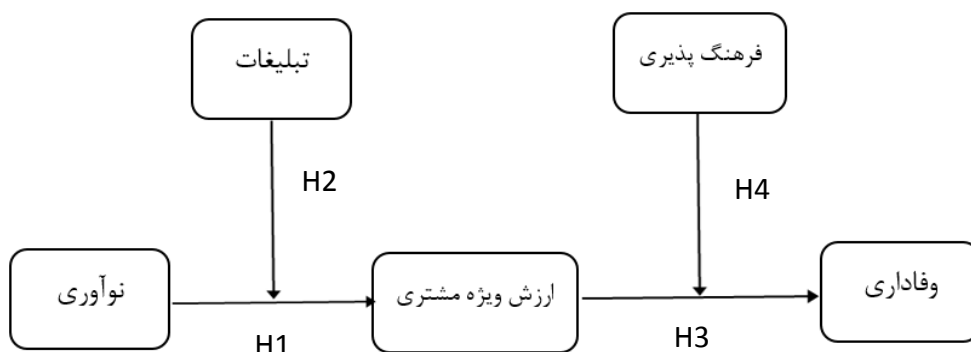 تبلیغات
فرهنگ پذیری
H2
H4
نوآوری
ارزش ویژه مشتری
وفاداری
H1
H3